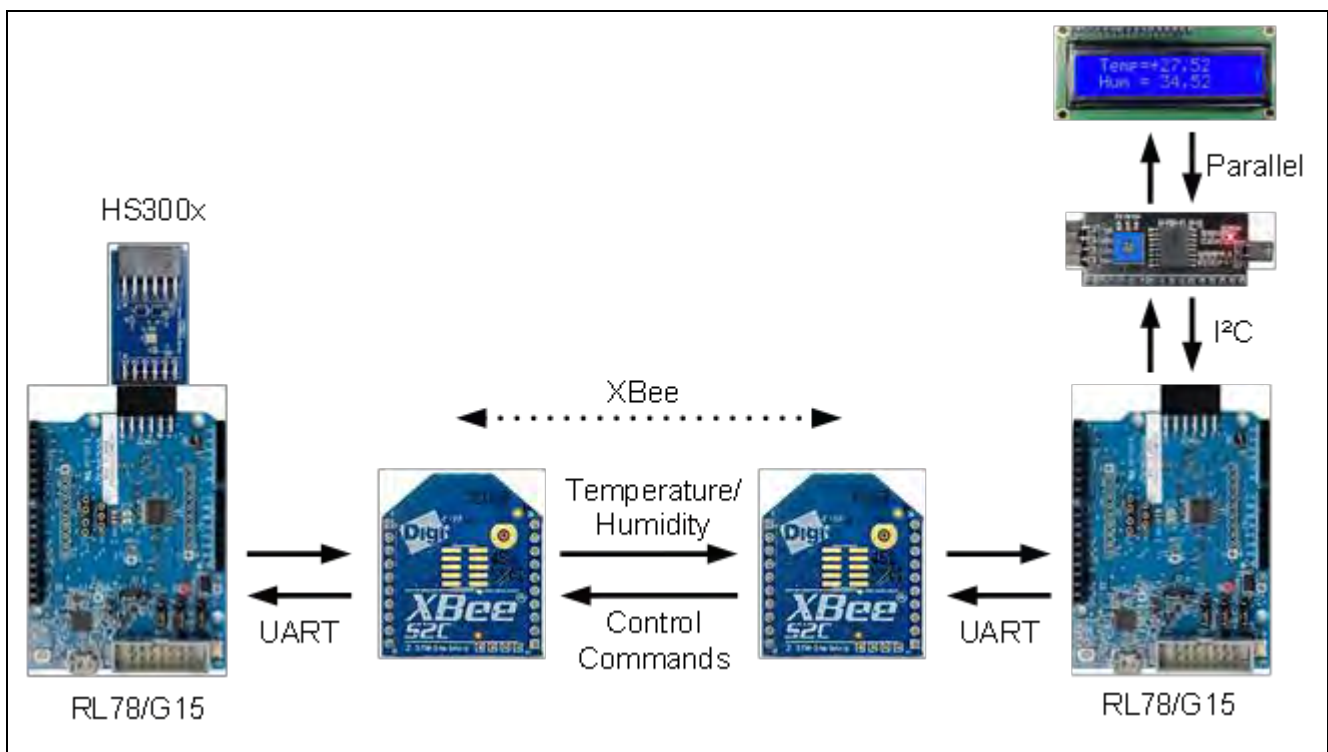 Temp=+27.52
Hum = 34.52
Parallel
HS300x
I²C
XBee
Temperature/
Humidity
Digi
XBee®
S2C
Digi
XBee®
S2C
UART
Control
Commands
UART
RL78/G15
RL78/G15